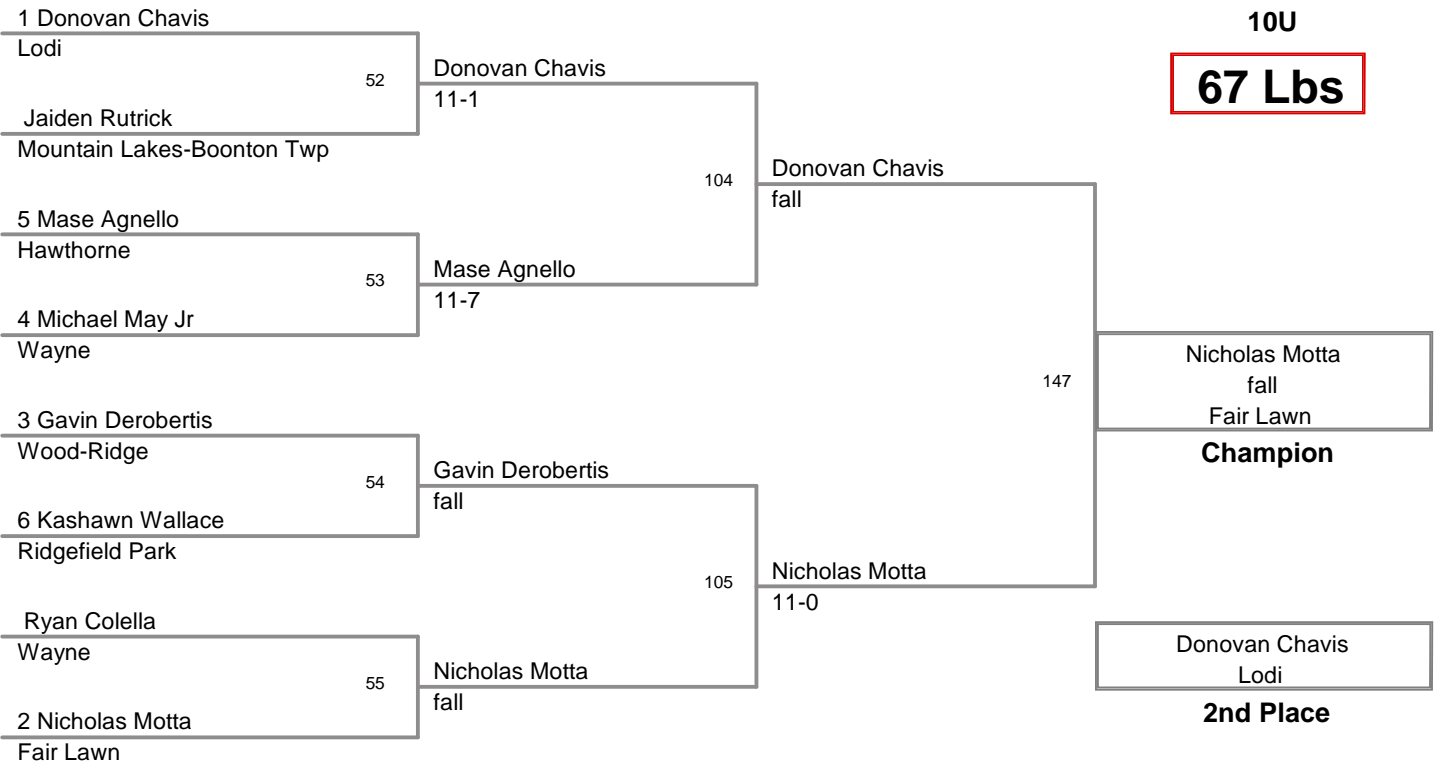 1 Donovan Chavis
Lodi
52
Jaiden Rutrick
Mountain Lakes-Boonton Twp
5 Mase Agnello
Hawthorne
53
4 Michael May Jr
Wayne
3 Gavin Derobertis
Wood-Ridge
54
6 Kashawn Wallace
Ridgefield Park
Ryan Colella
Wayne
55
2 Nicholas Motta
Fair Lawn
Donovan Chavis
11-1
104
Mase Agnello
11-7
Gavin Derobertis
fall
105
Nicholas Motta
fall
Donovan Chavis
fall
147
Nicholas Motta
11-0
10U
67 Lbs
Nicholas Motta
fall
Fair Lawn
Champion
Donovan Chavis
Lodi
2nd Place